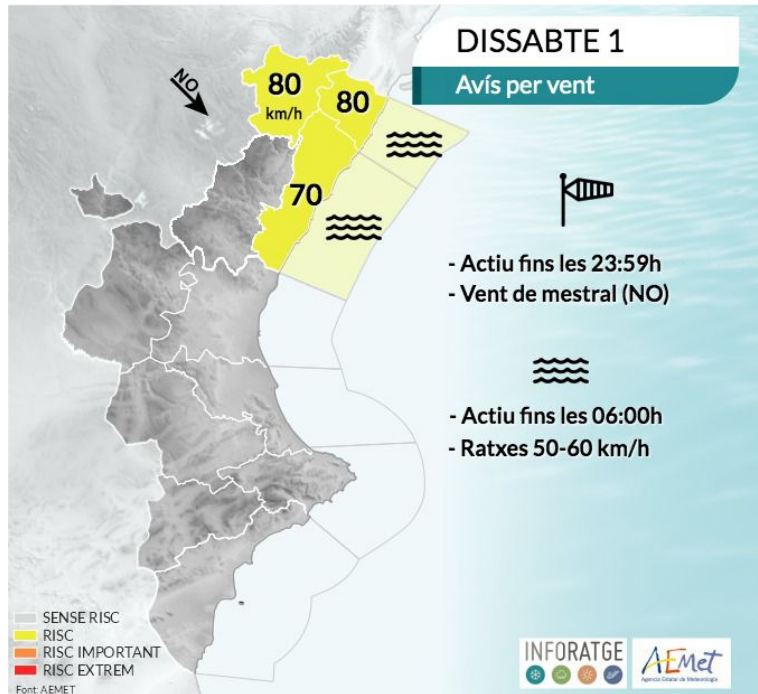 DISSABTE 1
Avís per vent
NO
80
km/h
80
70
- Actiu fins les 23:59h
- Vent de mestral (NO)
- Actiu fins les 06:00h
- Ratxes 50-60 km/h
SENSE RISC
RISC
RISC IMPORTANT
RISC EXTREM
Font: AEMET
INFORATGE
AEMet
Agencia Estatal de Meteorología